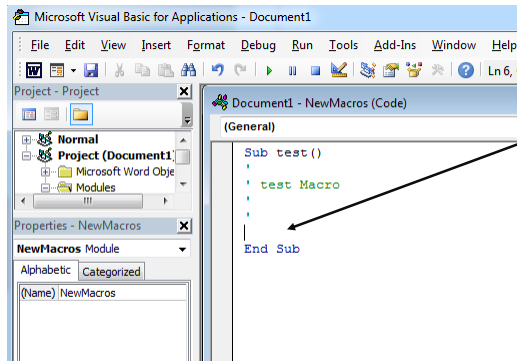 Microsoft Visual Basic for Applications - Document1
File Edit View Insert Format Debug Run Tools Add-Ins Window Help
Ln 6,
Project - Project
Normal
Project (Document1)
Microsoft Word Obje
Modules
Properties - NewMacros
NewMacros Module
Alphabetic Categorized
(Name) NewMacros
Document1 - NewMacros (Code)
(General)
Sub test()
'
' test Macro
'
'
End Sub